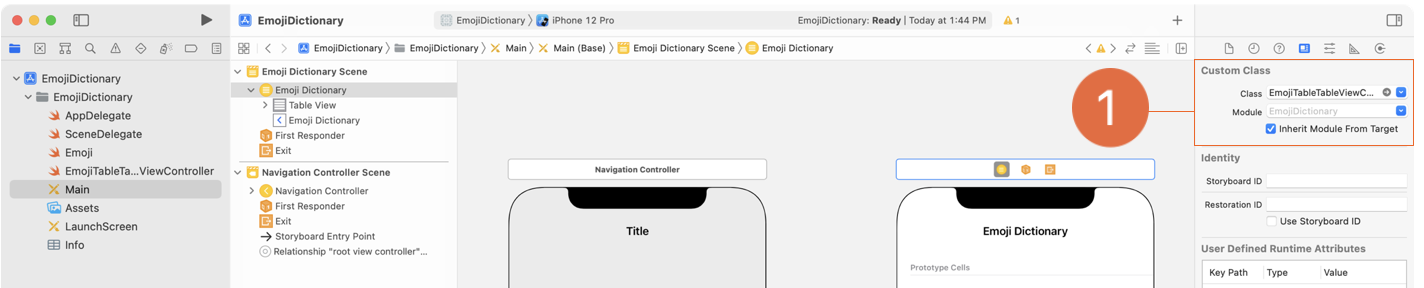 EmojiDictionary
EmojiDictionary
iPhone 12 Pro
EmojiDictionary: Ready | Today at 1:44 PM
1
EmojiDictionary
EmojiDictionary
Main
Main (Base)
Emoji Dictionary Scene
Emoji Dictionary
EmojiDictionary
EmojiDictionary
AppDelegate
SceneDelegate
Emoji
EmojiTableTa...ViewController
Main
Assets
LaunchScreen
Info
Emoji Dictionary Scene
Emoji Dictionary
Table View
Emoji Dictionary
First Responder
Exit
Navigation Controller Scene
Navigation Controller
First Responder
Exit
Storyboard Entry Point
Relationship "root view controller"...
Navigation Controller
Title
Emoji Dictionary
Prototype Cells
1
Custom Class
Class EmojiTableTableViewC...
Module EmojiDictionary
Inherit Module From Target
Identity
Storyboard ID
Restoration ID
Use Storyboard ID
User Defined Runtime Attributes
Key Path Type Value